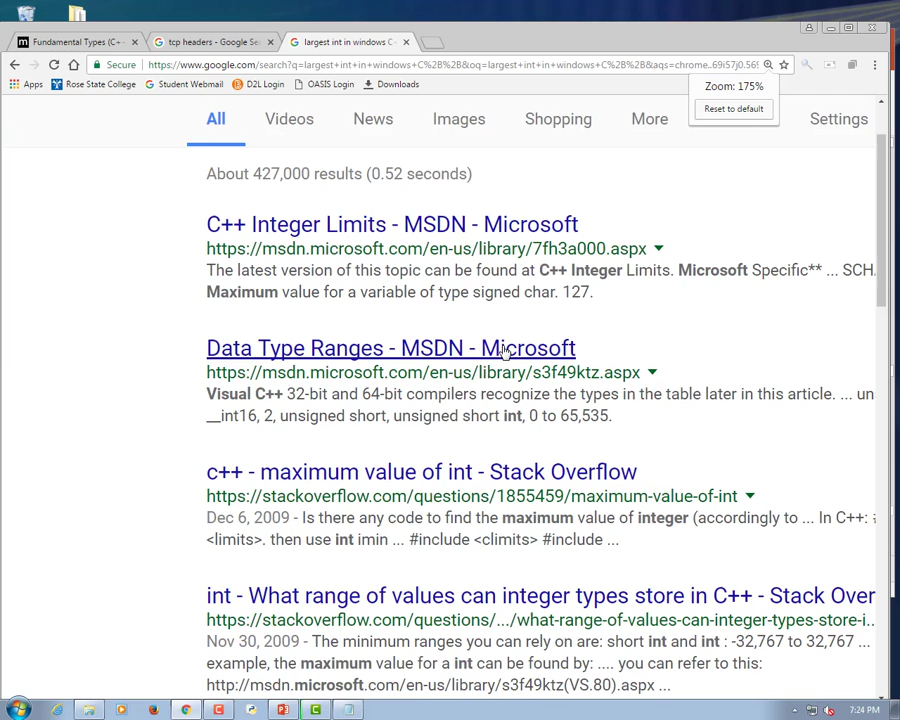 Fundamental Types (C++
tcp headers - Google Sea
largest int in windows C
Secure
https://www.google.com/search?q=largest+int+in+windows+C%2B%2B&oq=largest+int+in+windows+C%2B%2B&aqs=chrome..69i57j0.569
Apps
Rose State College
Student Webmail
D2L Login
OASIS Login
Downloads
Zoom: 175%
Reset to default
All
Videos
News
Images
Shopping
More
Settings
About 427,000 results (0.52 seconds)
C++ Integer Limits - MSDN - Microsoft
https://msdn.microsoft.com/en-us/library/7fh3a000.aspx
The latest version of this topic can be found at C++ Integer Limits. Microsoft Specific** ... SCH.
Maximum value for a variable of type signed char. 127.
Data Type Ranges - MSDN - Microsoft
https://msdn.microsoft.com/en-us/library/s3f49ktz.aspx
Visual C++ 32-bit and 64-bit compilers recognize the types in the table later in this article. ... un
__int16, 2, unsigned short, unsigned short int, 0 to 65,535.
c++ - maximum value of int - Stack Overflow
https://stackoverflow.com/questions/1855459/maximum-value-of-int
Dec 6, 2009 - Is there any code to find the maximum value of integer (accordingly to ... In C++: #
<limits>. then use int imin ... #include <climits> #include ...
int - What range of values can integer types store in C++ - Stack Over
https://stackoverflow.com/.../what-range-of-values-can-integer-types-store-i...
Nov 30, 2009 - The minimum ranges you can rely on are: short int and int : -32,767 to 32,767 ...
example, the maximum value for a int can be found by: .... you can refer to this:
http://msdn.microsoft.com/en-us/library/s3f49ktz(VS.80).aspx ...
7:24 PM